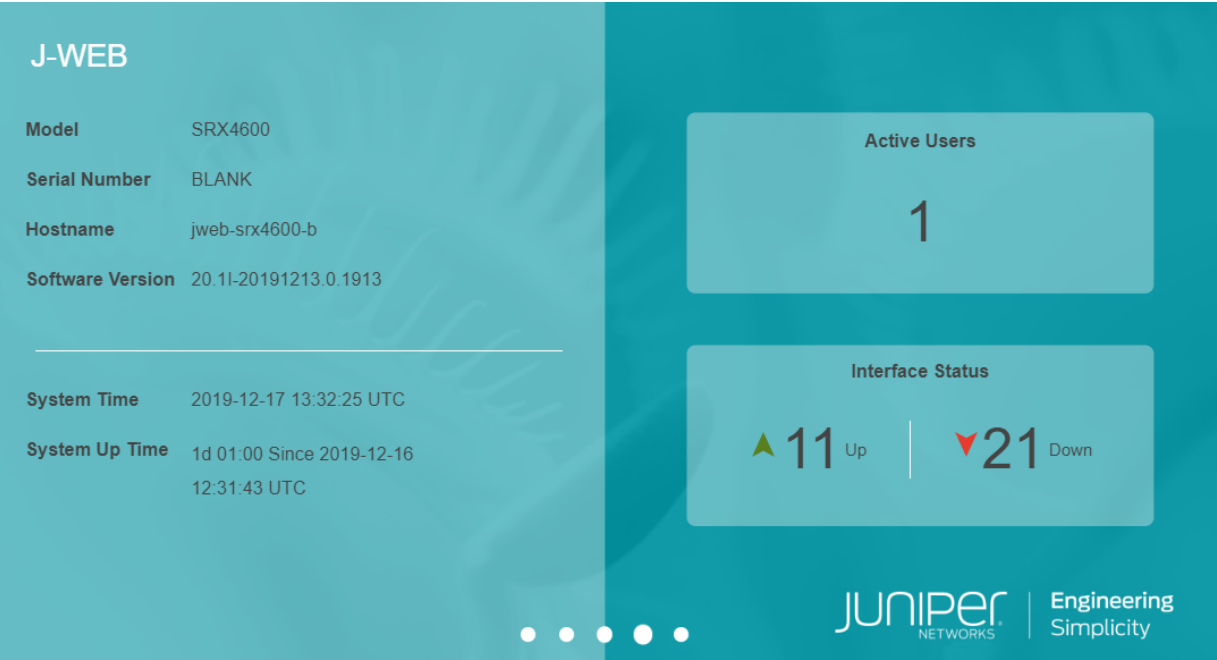 J-WEB
Model SRX4600
Serial Number BLANK
Hostname jweb-srx4600-b
Software Version 20.1I-20191213.0.1913
System Time 2019-12-17 13:32:25 UTC
System Up Time 1d 01:00 Since 2019-12-16
12:31:43 UTC
Active Users
1
Interface Status
11 Up 21 Down
JUNIPER
NETWORKS
Engineering
Simplicity